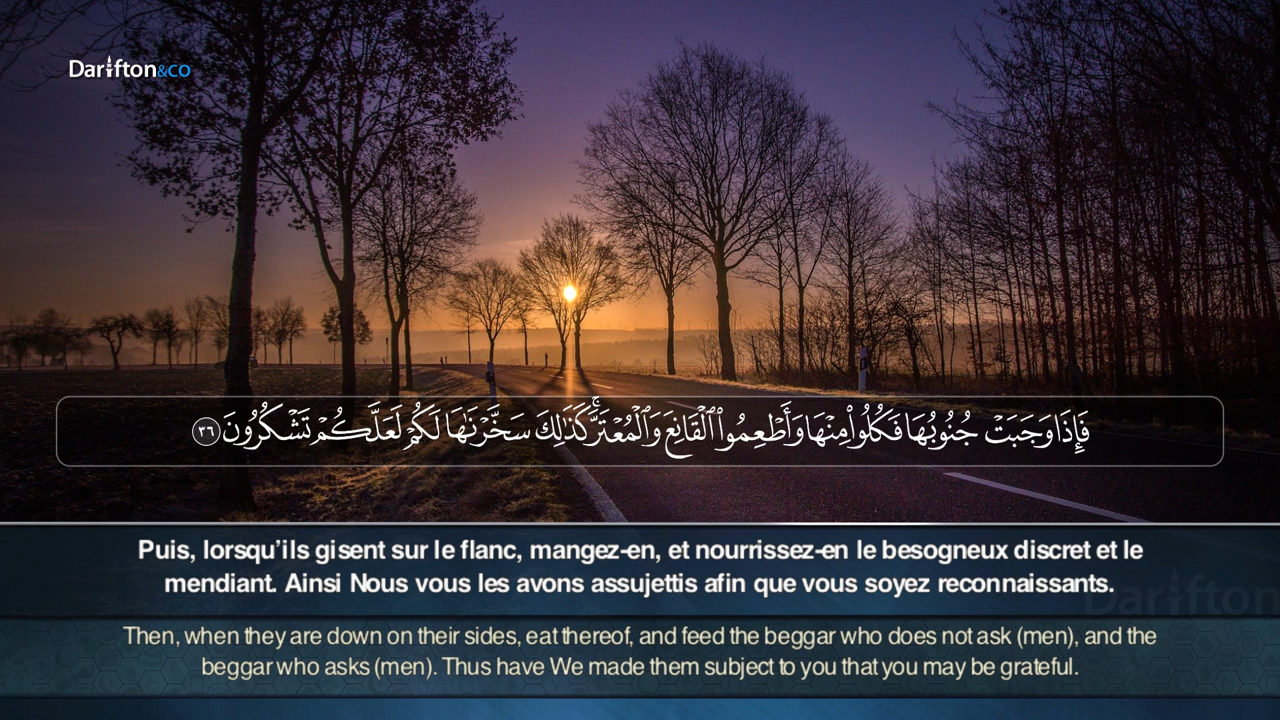 Darifton&co
فَإِذَا وَجَبَتْ جُنُوبُهَا فَكُلُوا۟ مِنْهَا وَأَطْعِمُوا۟ ٱلْقَانِعَ وَٱلْمُعْتَرَّ ۚ كَذَٰلِكَ سَخَّرْنَٰهَا لَكُمْ لَعَلَّكُمْ تَشْكُرُونَ ٣٦
Puis, lorsqu’ils gisent sur le flanc, mangez-en, et nourrissez-en le besogneux discret et le
mendiant. Ainsi Nous vous les avons assujettis afin que vous soyez reconnaissants.
Darifton
Then, when they are down on their sides, eat thereof, and feed the beggar who does not ask (men), and the
beggar who asks (men). Thus have We made them subject to you that you may be grateful.